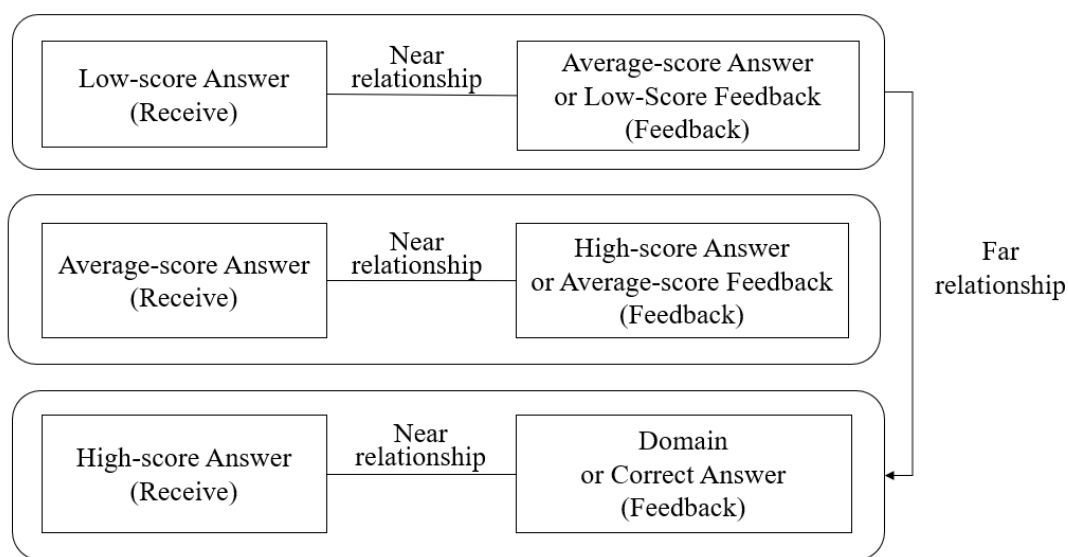 Low-score Answer
(Receive)
Near
relationship
Average-score Answer
or Low-Score Feedback
(Feedback)
Average-score Answer
(Receive)
Near
relationship
High-score Answer
or Average-score Feedback
(Feedback)
Far
relationship
High-score Answer
(Receive)
Near
relationship
Domain
or Correct Answer
(Feedback)